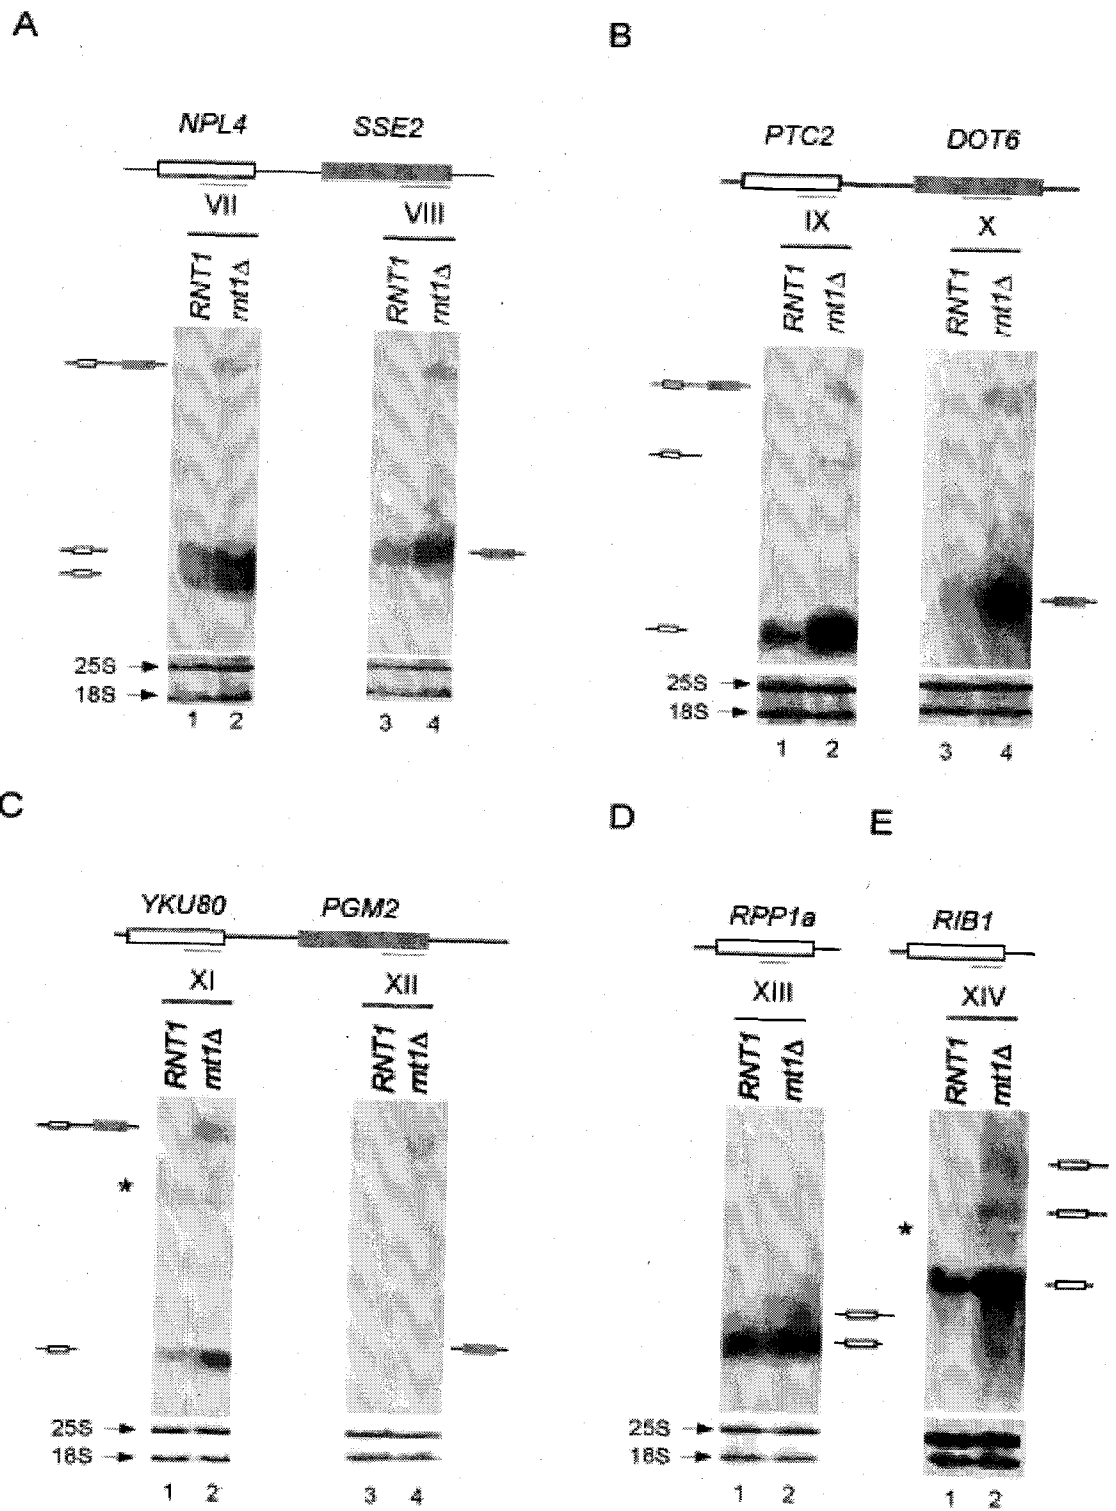 A
B
NPL4 SSE2
PTC2 DOT6
VII VIII
IX X
RNT1 rnt1Δ RNT1 rnt1Δ
RNT1 rnt1Δ RNT1 rnt1Δ
25S
18S
1 2 3 4
25S
18S
1 2 3 4
C
D E
YKU80 PGM2
RPP1a RIB1
XI XII
XIII XIV
RNT1 rnt1Δ RNT1 rnt1Δ
RNT1 rnt1Δ RNT1 rnt1Δ
*
*
25S
18S
1 2 3 4
25S
18S
1 2 1 2